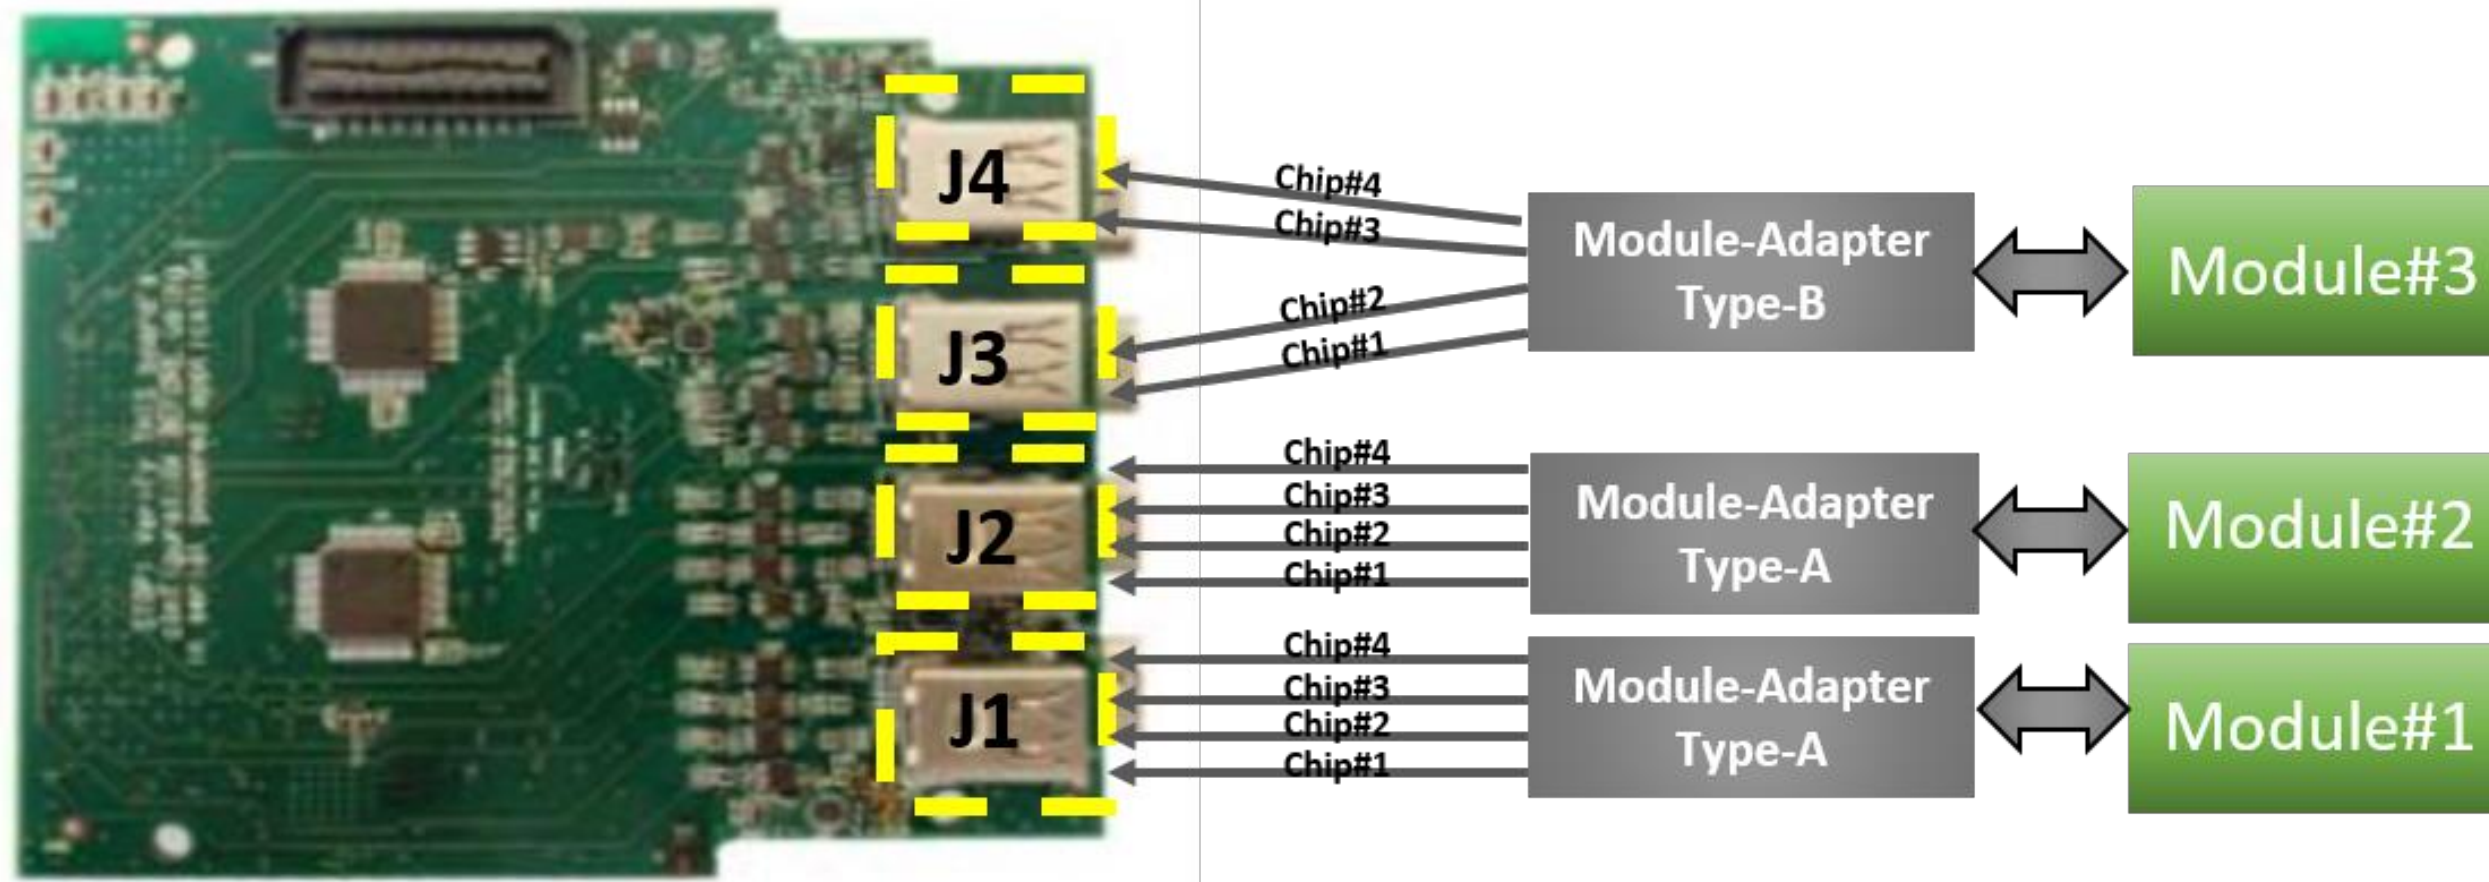 J4
Chip#4
Chip#3
Module-Adapter
Type-B
Module#3
J3
Chip#2
Chip#1
J2
Chip#4
Chip#3
Chip#2
Chip#1
Module-Adapter
Type-A
Module#2
J1
Chip#4
Chip#3
Chip#2
Chip#1
Module-Adapter
Type-A
Module#1